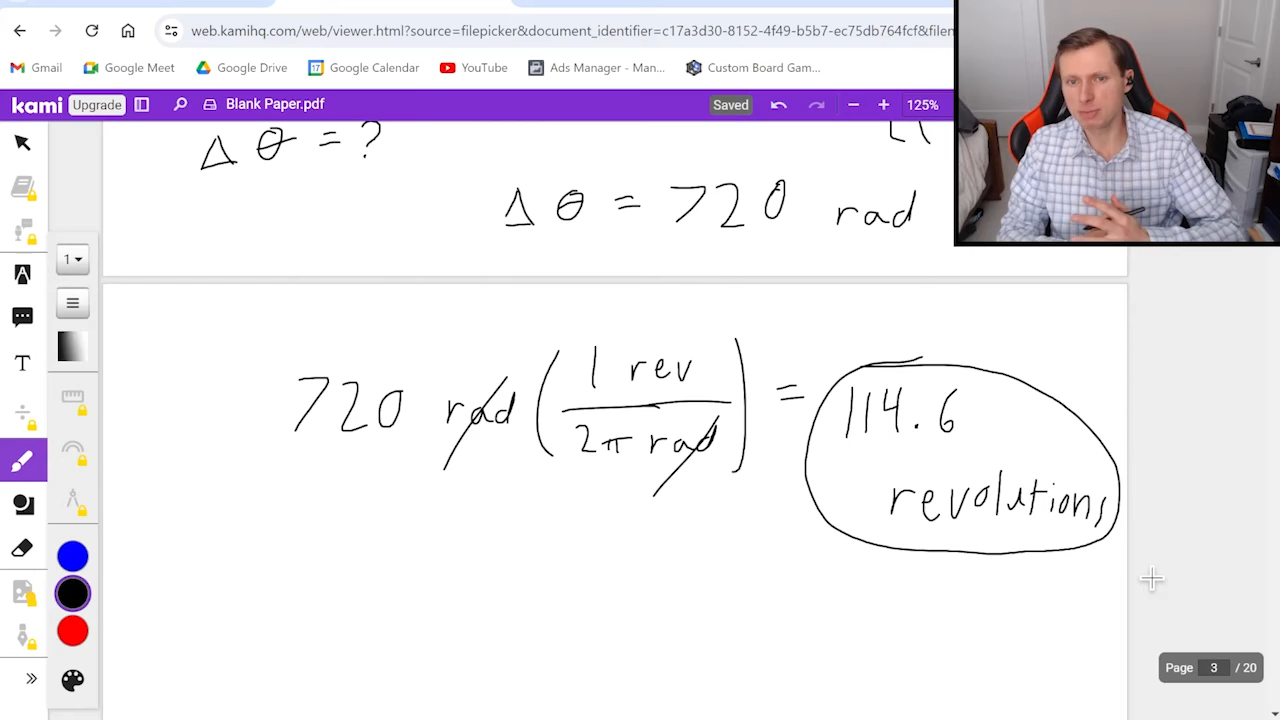 web.kamihq.com/web/viewer.html?source=filepicker&document_identifier=c17a3d30-8152-4f49-b5b7-ec75db764fcf&filen
Gmail Google Meet Google Drive Google Calendar YouTube Ads Manager - Man... Custom Board Gam...
kami Upgrade Blank Paper.pdf Saved 125%
Δθ = ?
Δθ = 720 rad
720 rad (1 rev / 2π rad) = 114.6
revolutions
1
T
Page 3 / 20